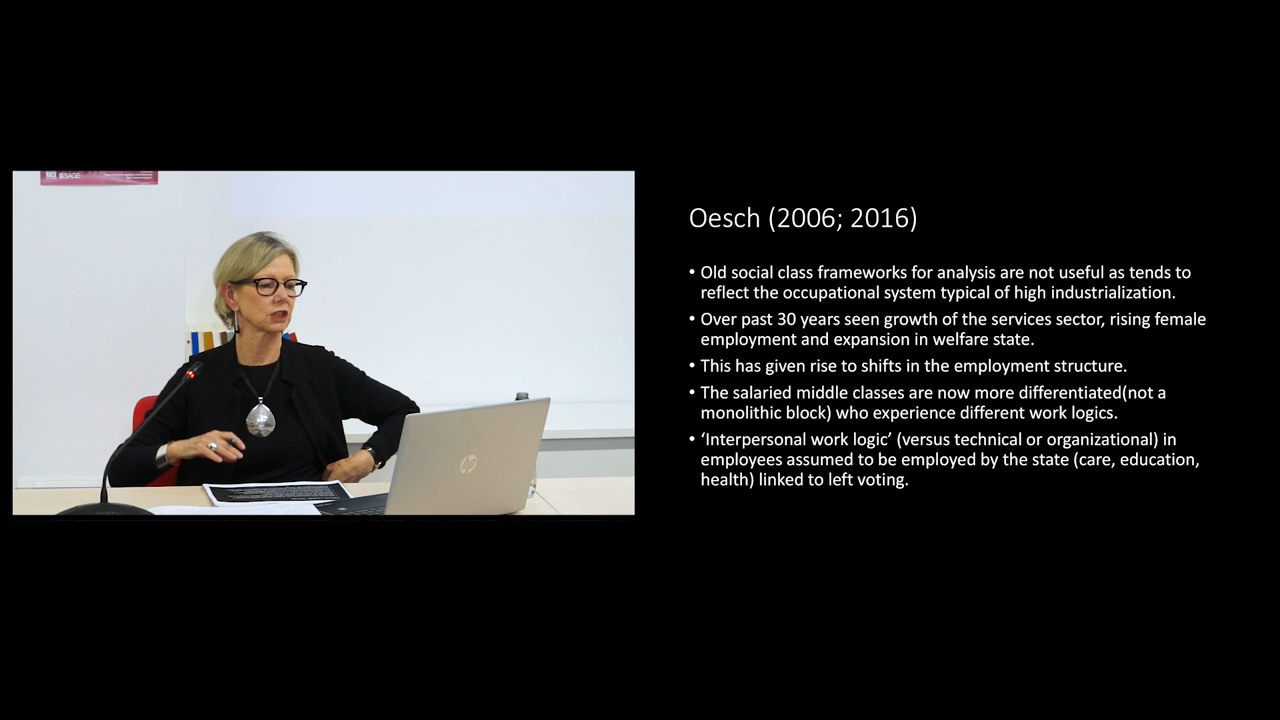 SAGE
hp
Oesch (2006; 2016)
• Old social class frameworks for analysis are not useful as tends to
reflect the occupational system typical of high industrialization.
• Over past 30 years seen growth of the services sector, rising female
employment and expansion in welfare state.
• This has given rise to shifts in the employment structure.
• The salaried middle classes are now more differentiated(not a
monolithic block) who experience different work logics.
• ‘Interpersonal work logic’ (versus technical or organizational) in
employees assumed to be employed by the state (care, education,
health) linked to left voting.